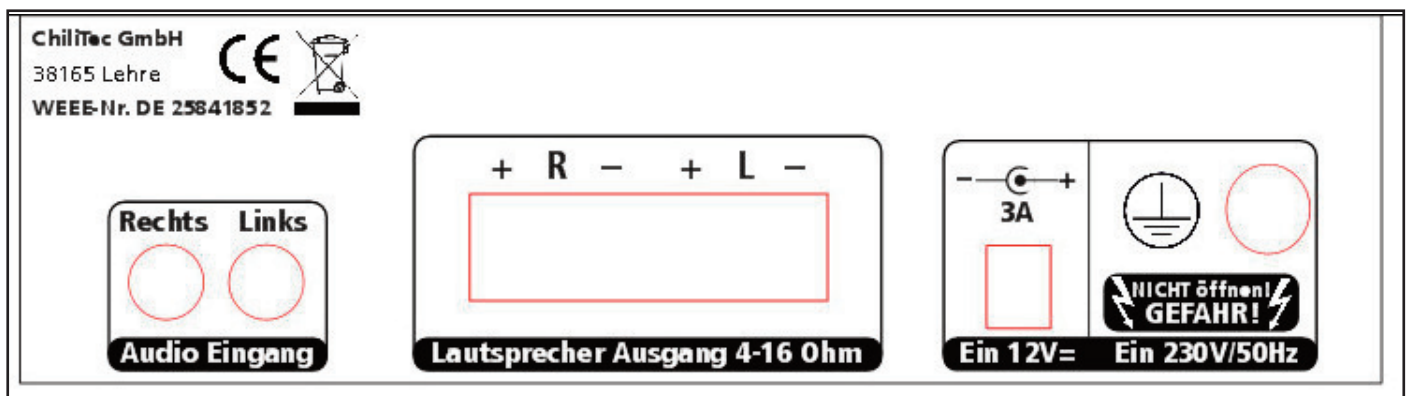 ChiliTec GmbH
38165 Lehre
WEEE-Nr. DE 25841852
CE
Rechts Links
Audio Eingang
+ R − + L −
Lautsprecher Ausgang 4-16 Ohm
− +
3A
Ein 12V=
NICHT öffnen!
GEFAHR!
Ein 230V/50Hz